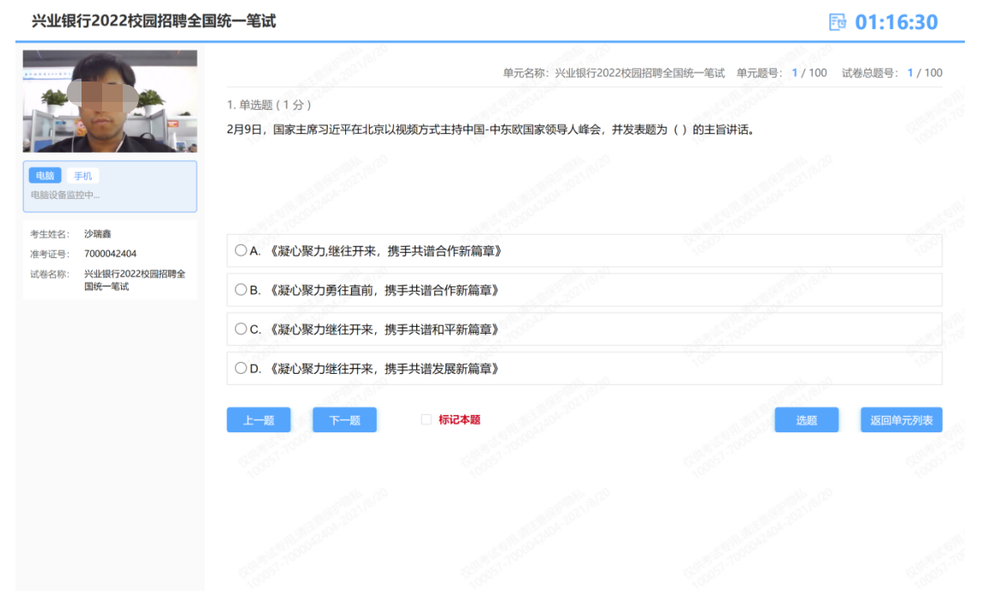 兴业银行2022校园招聘全国统一笔试
01:16:30
单元名称：兴业银行2022校园招聘全国统一笔试 单元题号：1 / 100 试卷总题号：1 / 100
1. 单选题 ( 1 分 )
2月9日，国家主席习近平在北京以视频方式主持中国-中东欧国家领导人峰会，并发表题为（ ）的主旨讲话。
电脑 手机
电脑设备监控中...
考生姓名： 沙瑞鑫
准考证号： 7000042404
试卷名称： 兴业银行2022校园招聘全
国统一笔试
A. 《凝心聚力,继往开来，携手共谱合作新篇章》
B. 《凝心聚力勇往直前，携手共谱合作新篇章》
C. 《凝心聚力继往开来，携手共谱和平新篇章》
D. 《凝心聚力继往开来，携手共谱发展新篇章》
上一题 下一题 标记本题 选题 返回单元列表